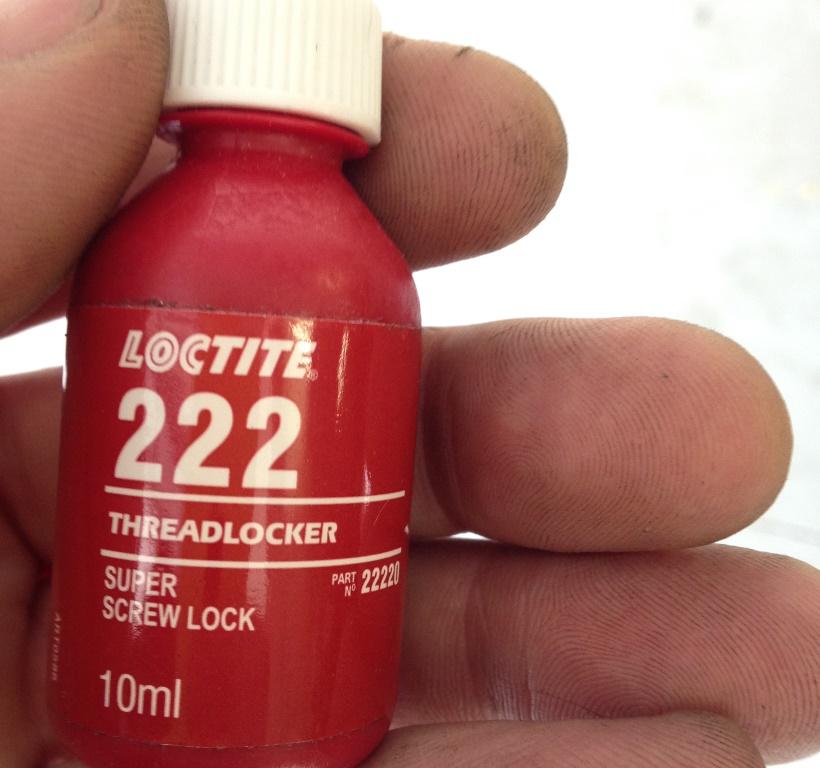 LOCTITE®
222
THREADLOCKER
SUPER
SCREW LOCK
PART
Nº 22220
10ml